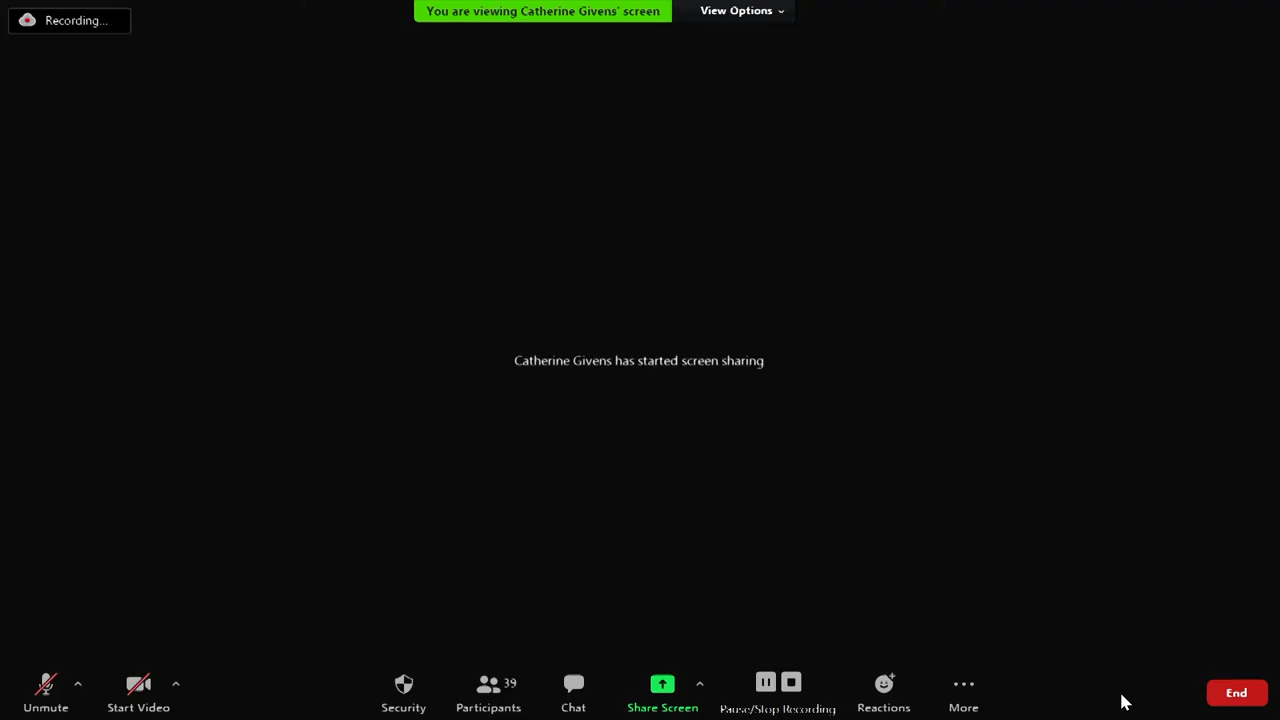 Recording...
You are viewing Catherine Givens' screen
View Options
Catherine Givens has started screen sharing
Unmute
Start Video
Security
39
Participants
Chat
Share Screen
Pause/Stop Recording
Reactions
More
End